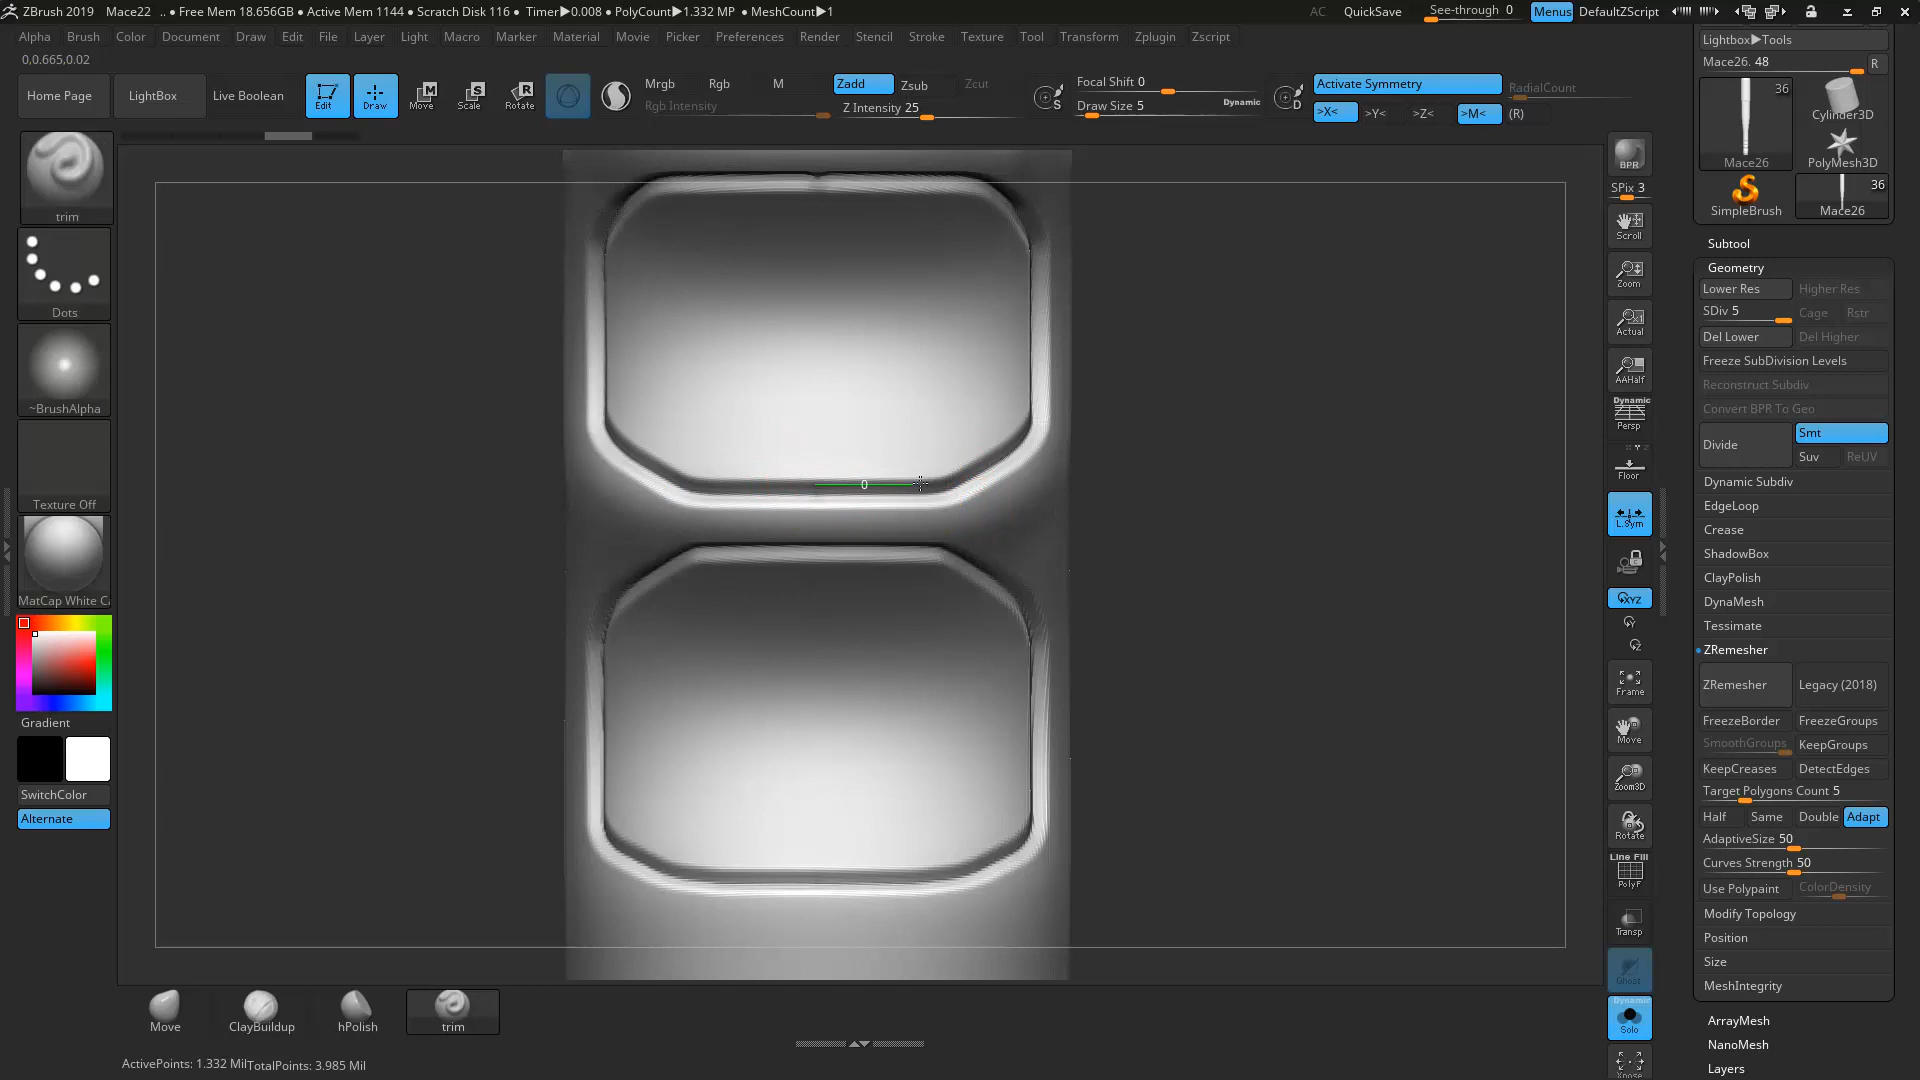 ZBrush 2019 Mace22 .. • Free Mem 18.656GB • Active Mem 1144 • Scratch Disk 116 • Timer▶0.008 • PolyCount▶1.332 MP • MeshCount▶1 AC QuickSave See-through 0 Menus DefaultZScript
Alpha Brush Color Document Draw Edit File Layer Light Macro Marker Material Movie Picker Preferences Render Stencil Stroke Texture Tool Transform Zplugin Zscript
0,0.665,0.02
Home Page LightBox Live Boolean Edit Draw Move Scale Rotate
Mrgb Rgb M Zadd Zsub Zcut
Rgb Intensity Z Intensity 25
S Focal Shift 0
Draw Size 5 Dynamic
D Activate Symmetry RadialCount
>X< >Y< >Z< >M< (R)
trim
Dots
~BrushAlpha
Texture Off
MatCap White C
Gradient
SwitchColor
Alternate
0
BPR
SPix 3
Scroll
Zoom
Actual
AAHalf
Dynamic
Persp
Floor
L.Sym
XYZ
Y
Z
Frame
Move
Zoom3D
Rotate
Line Fill
PolyF
Transp
Ghost
Dynamic
Solo
Xpose
Lightbox▶Tools
Mace26. 48 R
36
Mace26
Cylinder3D
PolyMesh3D
SimpleBrush
36
Mace26
Subtool
Geometry
Lower Res Higher Res
SDiv 5 Cage Rstr
Del Lower Del Higher
Freeze SubDivision Levels
Reconstruct Subdiv
Convert BPR To Geo
Divide Smt
Suv ReUV
Dynamic Subdiv
EdgeLoop
Crease
ShadowBox
ClayPolish
DynaMesh
Tessimate
ZRemesher
ZRemesher Legacy (2018)
FreezeBorder FreezeGroups
SmoothGroups KeepGroups
KeepCreases DetectEdges
Target Polygons Count 5
Half Same Double Adapt
AdaptiveSize 50
Curves Strength 50
Use Polypaint ColorDensity
Modify Topology
Position
Size
MeshIntegrity
ArrayMesh
NanoMesh
Layers
Move ClayBuildup hPolish trim
ActivePoints: 1.332 Mil TotalPoints: 3.985 Mil